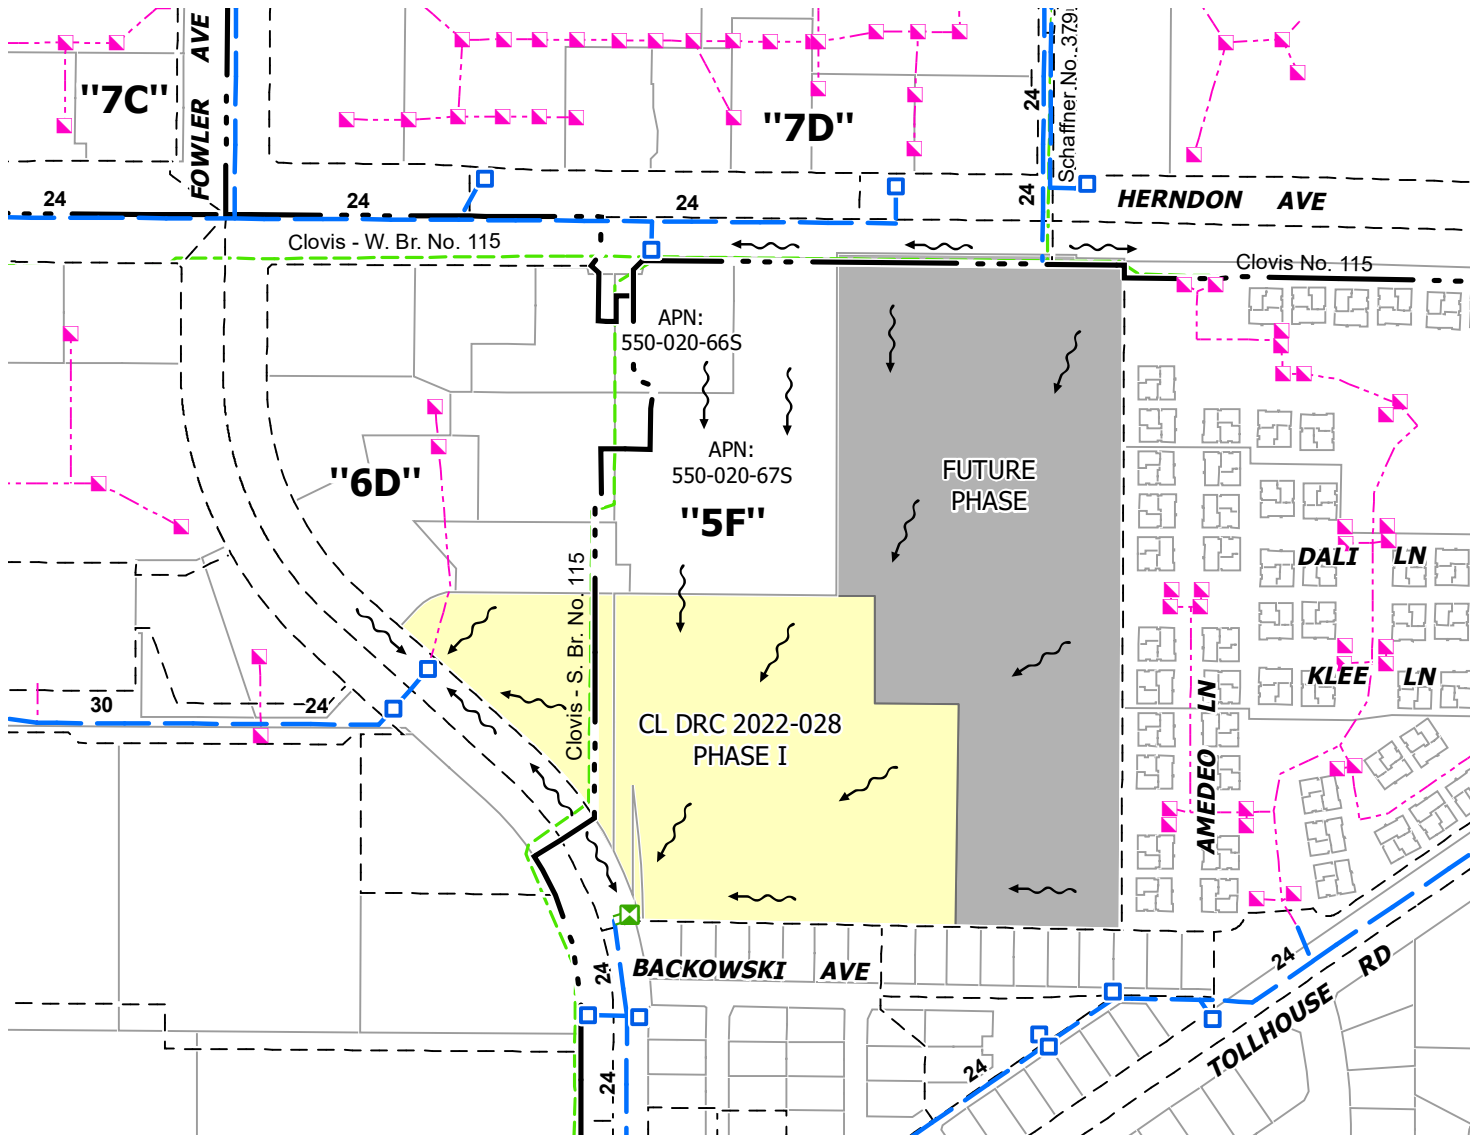 FOWLER AVE
"7C"
"7D"
24
Schaffner No. 379
24
24
24
24
HERNDON AVE
Clovis - W. Br. No. 115
Clovis No. 115
APN:
550-020-66S
APN:
550-020-67S
"6D"
"5F"
FUTURE
PHASE
DALI LN
KLEE LN
AMEDEO LN
Clovis - S. Br. No. 115
30
24
CL DRC 2022-028
PHASE I
BACKOWSKI AVE
24
24
24
24
TOLLHOUSE RD